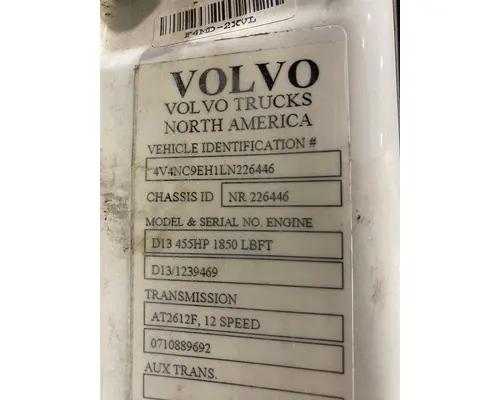 F4MD-2XVL
VOLVO
VOLVO TRUCKS
NORTH AMERICA
VEHICLE IDENTIFICATION #
4V4NC9EH1LN226446
CHASSIS ID NR 226446
MODEL & SERIAL NO. ENGINE
D13 455HP 1850 LBFT
D13/1239469
TRANSMISSION
AT2612F, 12 SPEED
0710889692
AUX TRANS.